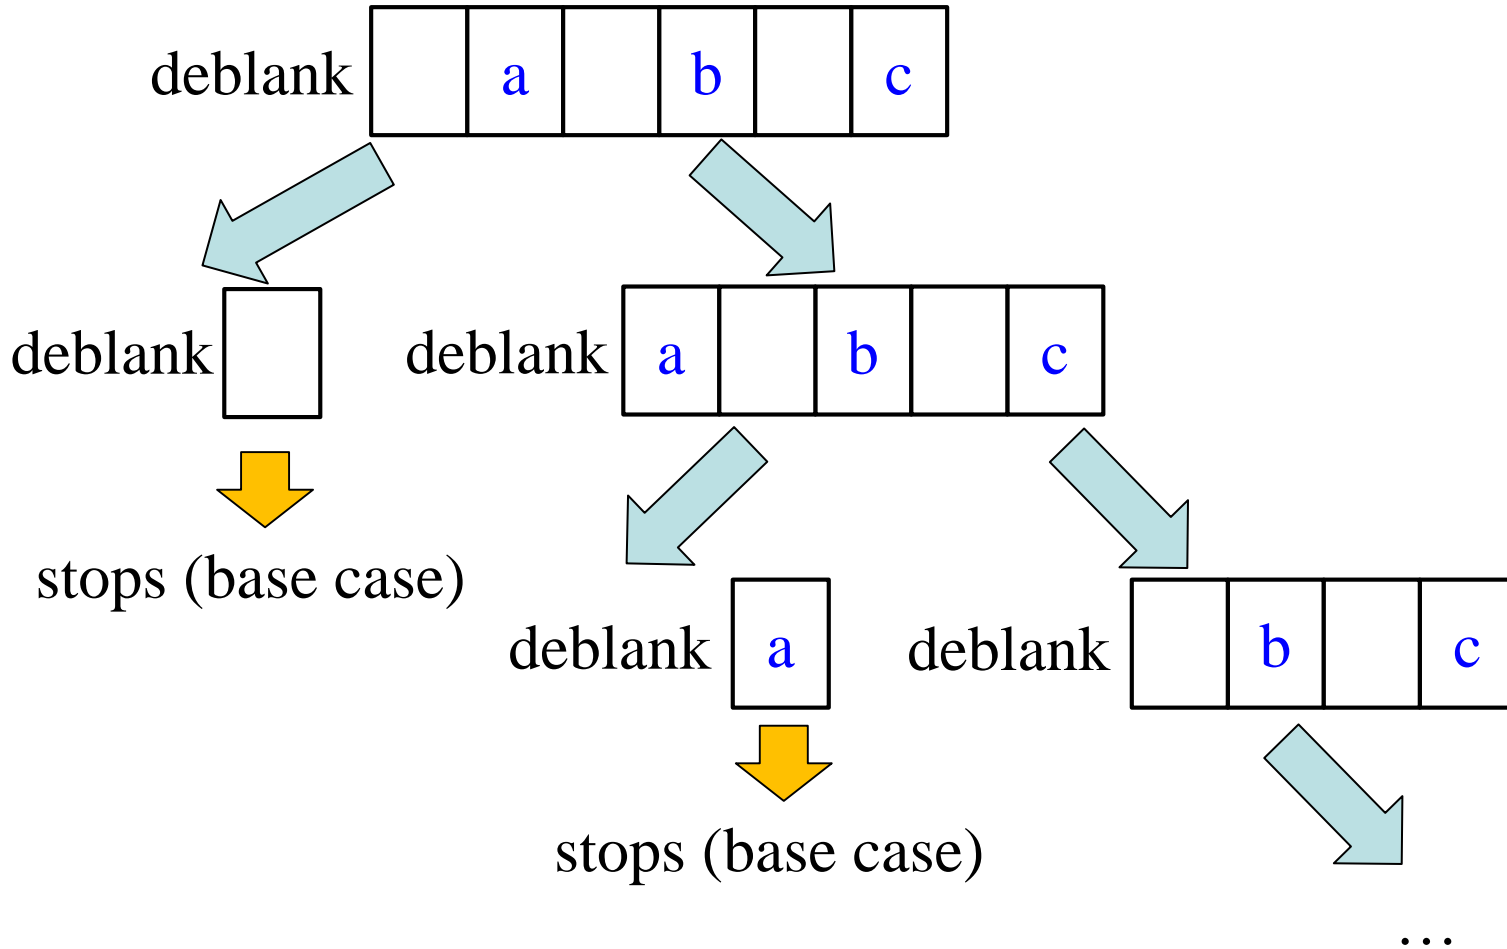 deblank a b c
deblank deblank a b c
stops (base case)
deblank a deblank b c
stops (base case)
...